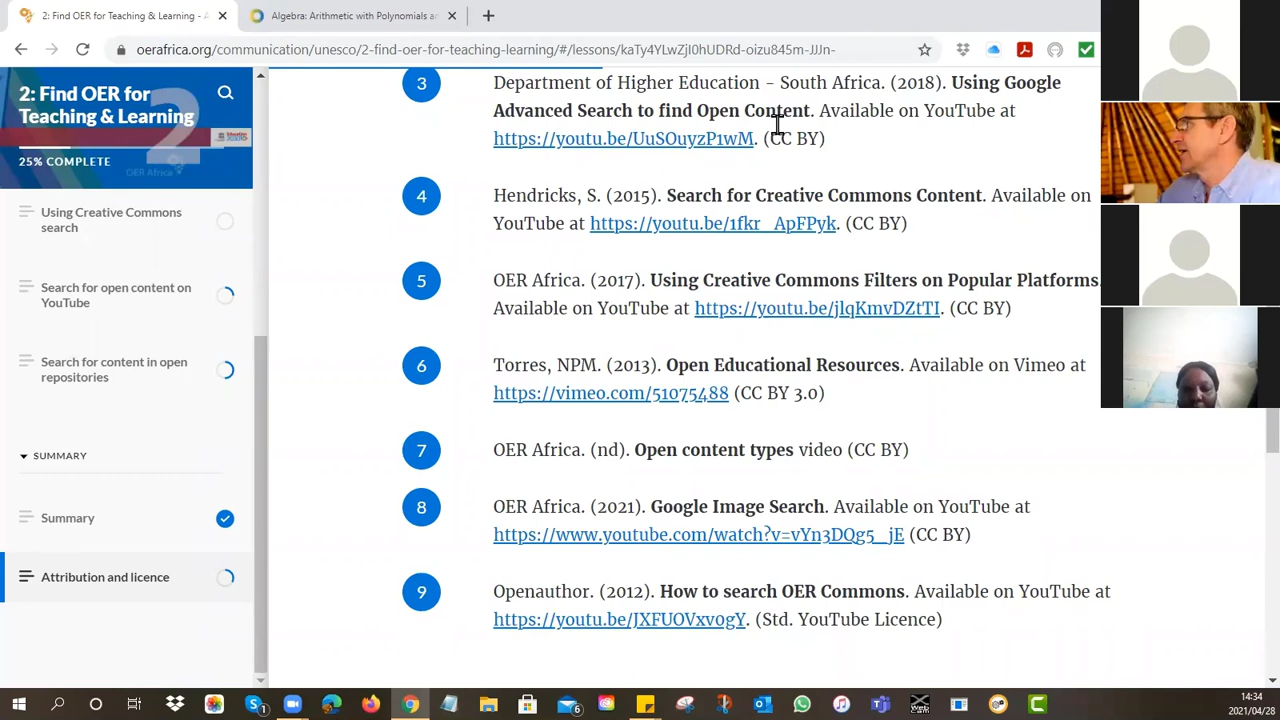 2: Find OER for Teaching & Learning - A
Algebra: Arithmetic with Polynomials a
oerafrica.org/communication/unesco/2-find-oer-for-teaching-learning/#/lessons/kaTy4YLwZjI0hUDRd-oizu845m-JJJn-
2: Find OER for
Teaching & Learning
25% COMPLETE
OER Africa
Using Creative Commons
search
Search for open content on
YouTube
Search for content in open
repositories
SUMMARY
Summary
Attribution and licence
3
Department of Higher Education - South Africa. (2018). Using Google
Advanced Search to find Open Content. Available on YouTube at
https://youtu.be/UuSOuyzP1wM. (CC BY)
4
Hendricks, S. (2015). Search for Creative Commons Content. Available on
YouTube at https://youtu.be/1fkr_ApFPyk. (CC BY)
5
OER Africa. (2017). Using Creative Commons Filters on Popular Platforms.
Available on YouTube at https://youtu.be/jlqKmvDZtTI. (CC BY)
6
Torres, NPM. (2013). Open Educational Resources. Available on Vimeo at
https://vimeo.com/51075488 (CC BY 3.0)
7
OER Africa. (nd). Open content types video (CC BY)
8
OER Africa. (2021). Google Image Search. Available on YouTube at
https://www.youtube.com/watch?v=vYn3DQg5_jE (CC BY)
9
Openauthor. (2012). How to search OER Commons. Available on YouTube at
https://youtu.be/JXFUOVxv0gY. (Std. YouTube Licence)
14:34
2021/04/28